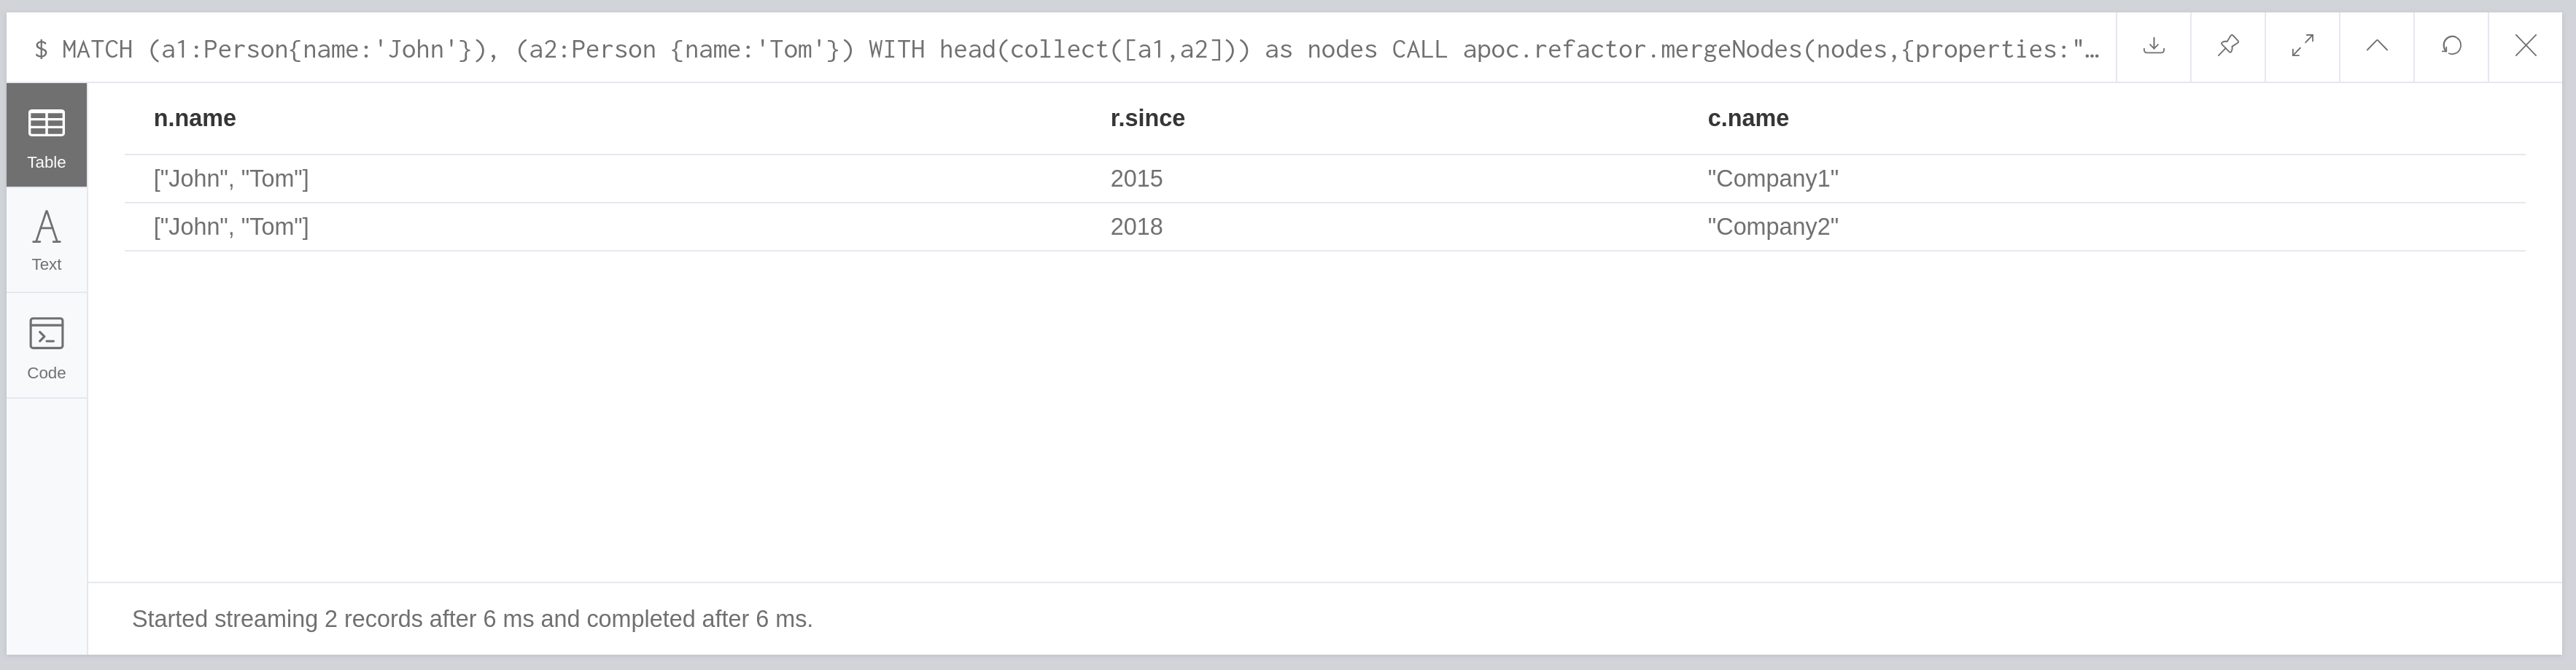 $ MATCH (a1:Person{name:'John'}), (a2:Person {name:'Tom'}) WITH head(collect([a1,a2])) as nodes CALL apoc.refactor.mergeNodes(nodes,{properties:"…
n.name r.since c.name
["John", "Tom"] 2015 "Company1"
["John", "Tom"] 2018 "Company2"
Table
Text
Code
Started streaming 2 records after 6 ms and completed after 6 ms.